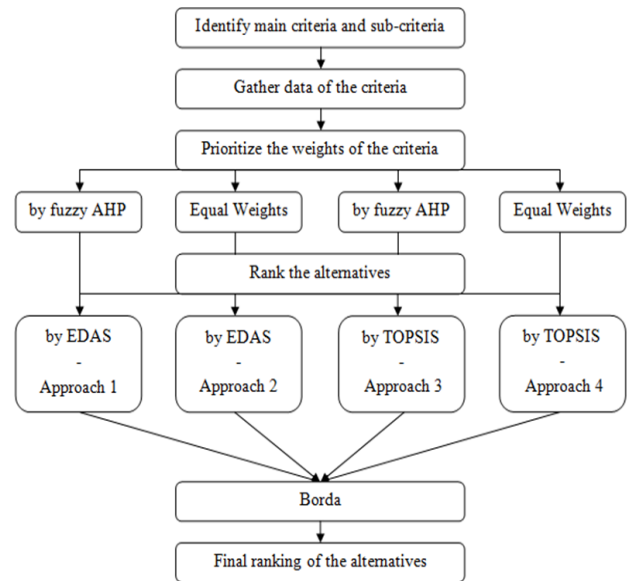 Identify main criteria and sub-criteria
Gather data of the criteria
Prioritize the weights of the criteria
by fuzzy AHP
Equal Weights
by fuzzy AHP
Equal Weights
Rank the alternatives
by EDAS
-
Approach 1
by EDAS
-
Approach 2
by TOPSIS
-
Approach 3
by TOPSIS
-
Approach 4
Borda
Final ranking of the alternatives